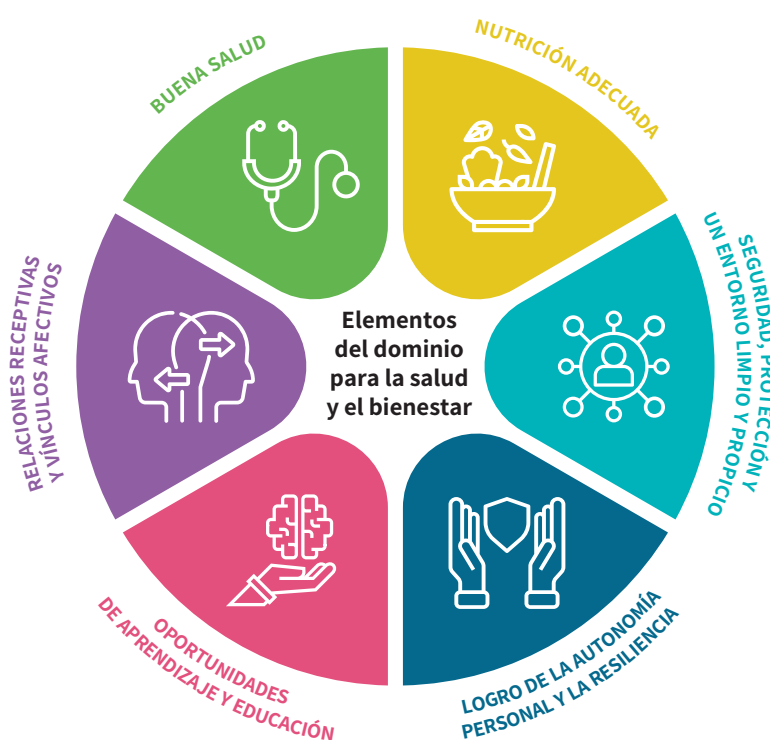 BUENA SALUD
NUTRICIÓN ADECUADA
SEGURIDAD, PROTECCIÓN Y
UN ENTORNO LIMPIO Y PROPICIO
LOGRO DE LA AUTONOMÍA
PERSONAL Y LA RESILIENCIA
OPORTUNIDADES
DE APRENDIZAJE Y EDUCACIÓN
RELACIONES RECEPTIVAS
Y VÍNCULOS AFECTIVOS
Elementos
del dominio
para la salud
y el bienestar